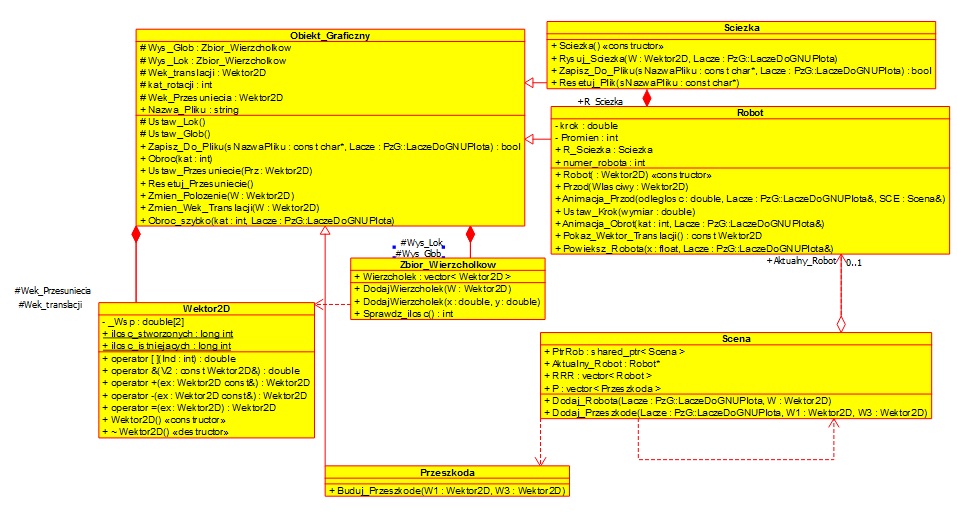 Obiekt_Graficzny
# Wys_Glob : Zbior_Wierzcholkow
# Wys_Lok : Zbior_Wierzcholkow
# Wek_translacji : Wektor2D
# kat_rotacji : int
# Wek_Przesuniecia : Wektor2D
+ Nazwa_Pliku : string
# Ustaw_Lok()
# Ustaw_Glob()
+ Zapisz_Do_Pliku(sNazwaPliku : const char*, Lacze : PzG::LaczeDoGNUPlota) : bool
+ Obroc(kat : int)
+ Ustaw_Przesuniecie(Prz : Wektor2D)
+ Resetuj_Przesuniecie()
+ Zmien_Polozenie(W : Wektor2D)
+ Zmien_Wek_Translacji(W : Wektor2D)
+ Obroc_szybko(kat : int, Lacze : PzG::LaczeDoGNUPlota)
Sciezka
+ Sciezka() «constructor»
+ Rysuj_Sciezka(W : Wektor2D, Lacze : PzG::LaczeDoGNUPlota)
+ Zapisz_Do_Pliku(sNazwaPliku : const char*, Lacze : PzG::LaczeDoGNUPlota) : bool
+ Resetuj_Plik(sNazwaPliku : const char*)
+R_Sciezka
Robot
- krok : double
- Promien : int
+ R_Sciezka : Sciezka
+ numer_robota : int
+ Robot( : Wektor2D) «constructor»
+ Przod(Wlasciwy : Wektor2D)
+ Animacja_Przod(odleglosc : double, Lacze : PzG::LaczeDoGNUPlota&, SCE : Scena&)
+ Ustaw_Krok(wymiar : double)
+ Animacja_Obrot(kat : int, Lacze : PzG::LaczeDoGNUPlota&)
+ Pokaz_Wektor_Translacji() : const Wektor2D
+ Powieksz_Robota(x : float, Lacze : PzG::LaczeDoGNUPlota&)
+Aktualny_Robot
0..1
#Wys_Lok
#Wys_Glob
Zbior_Wierzcholkow
+ Wierzcholek : vector< Wektor2D >
+ DodajWierzcholek(W : Wektor2D)
+ DodajWierzcholek(x : double, y : double)
+ Sprawdz_ilosc() : int
#Wek_Przesuniecia
#Wek_translacji
Wektor2D
- _Wsp : double[2]
+ ilosc_stworzonych : long int
+ ilosc_istniejacych : long int
+ operator [ ](Ind : int) : double
+ operator &(V2 : const Wektor2D&) : double
+ operator +(ex : Wektor2D const&) : Wektor2D
+ operator -(ex : Wektor2D const&) : Wektor2D
+ operator =(ex : Wektor2D) : Wektor2D
+ Wektor2D() «constructor»
+ ~ Wektor2D() «destructor»
Scena
+ PtrRob : shared_ptr< Scena >
+ Aktualny_Robot : Robot*
+ RRR : vector< Robot >
+ P : vector< Przeszkoda >
+ Dodaj_Robota(Lacze : PzG::LaczeDoGNUPlota, W : Wektor2D)
+ Dodaj_Przeszkode(Lacze : PzG::LaczeDoGNUPlota, W1 : Wektor2D, W3 : Wektor2D)
Przeszkoda
+ Buduj_Przeszkode(W1 : Wektor2D, W3 : Wektor2D)